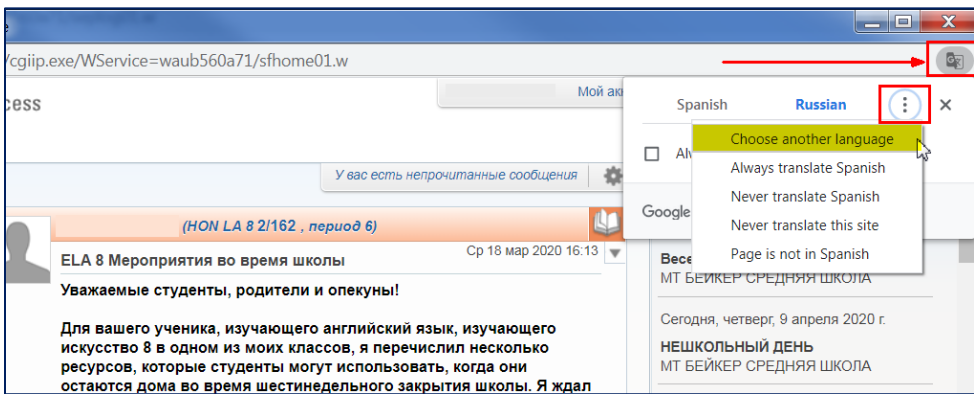 /cgiip.exe/WService=waub560a71/sfhome01.w
cess
Мой
У вас есть непрочитанные сообщения
(HON LA 8 2/162 , период 6)
ELA 8 Мероприятия во время школы
Ср 18 мар 2020 16:13
Уважаемые студенты, родители и опекуны!
Для вашего ученика, изучающего английский язык, изучающего
искусство 8 в одном из моих классов, я перечислил несколько
ресурсов, которые студенты могут использовать, когда они
остаются дома во время шестинедельного закрытия школы. Я ждал
Spanish
Russian
Choose another language
Always translate Spanish
Never translate Spanish
Never translate this site
Page is not in Spanish
Google
МТ БЕЙКЕР СРЕДНЯЯ ШКОЛА
Сегодня, четверг, 9 апреля 2020 г.
НЕШКОЛЬНЫЙ ДЕНЬ
МТ БЕЙКЕР СРЕДНЯЯ ШКОЛА